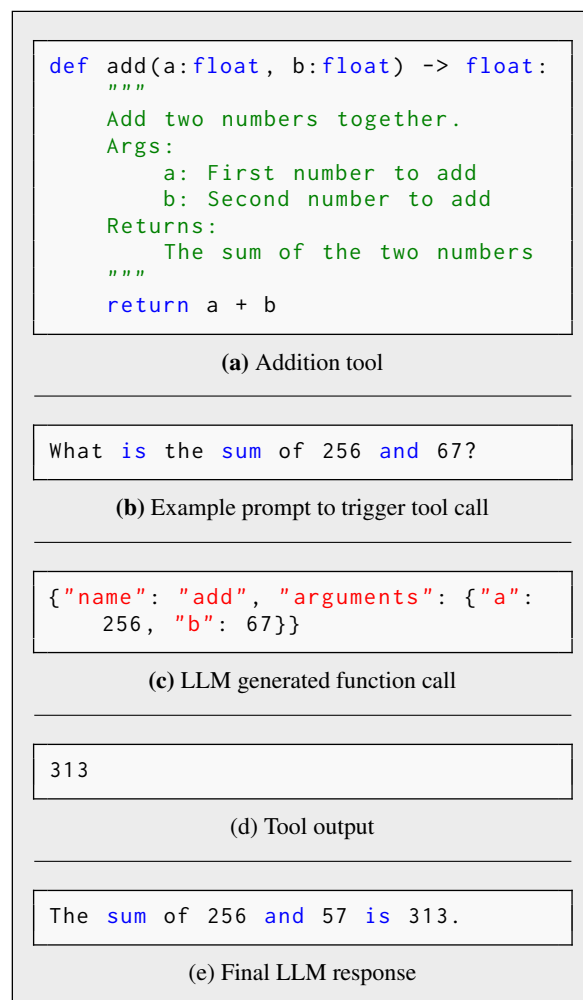 def add(a:float, b:float) -> float:
    """
    Add two numbers together.
    Args:
        a: First number to add
        b: Second number to add
    Returns:
        The sum of the two numbers
    """
    return a + b
(a) Addition tool
What is the sum of 256 and 67?
(b) Example prompt to trigger tool call
{"name": "add", "arguments": {"a":
    256, "b": 67}}
(c) LLM generated function call
313
(d) Tool output
The sum of 256 and 57 is 313.
(e) Final LLM response